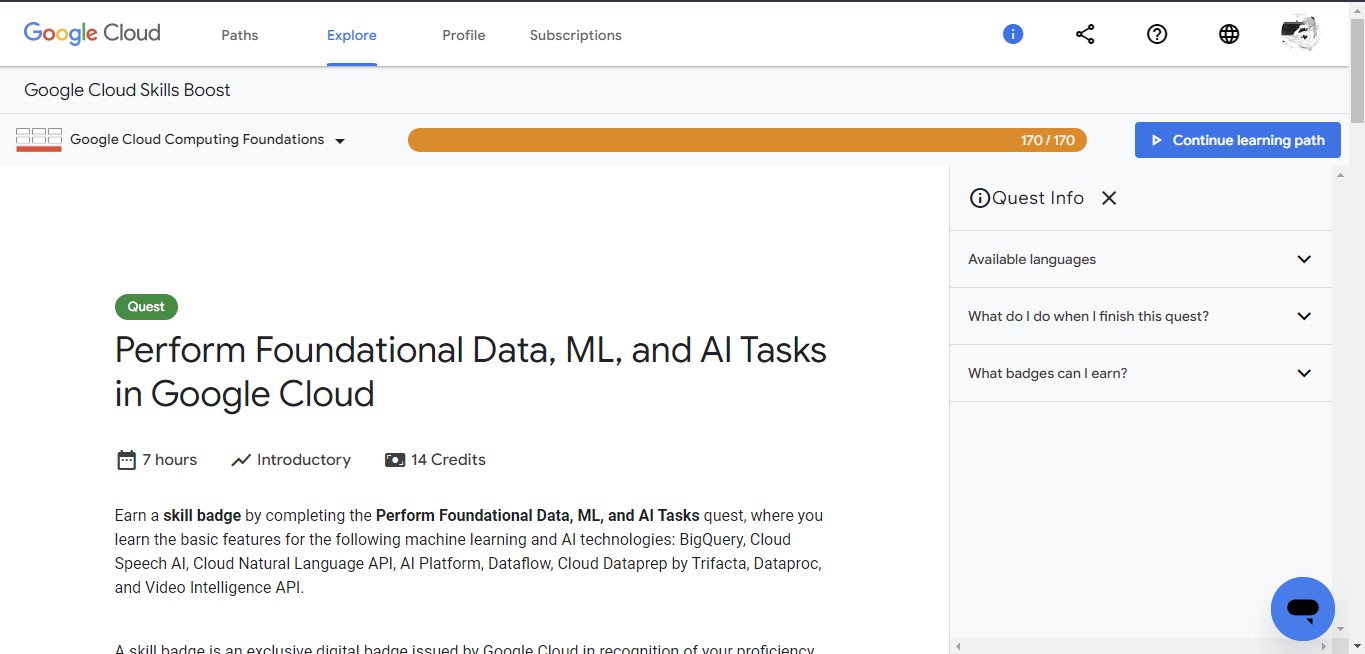 Google Cloud Paths Explore Profile Subscriptions
Google Cloud Skills Boost
Google Cloud Computing Foundations 170 / 170 Continue learning path
Quest Info
Available languages
What do I do when I finish this quest?
What badges can I earn?
Quest
Perform Foundational Data, ML, and AI Tasks
in Google Cloud
7 hours Introductory 14 Credits
Earn a skill badge by completing the Perform Foundational Data, ML, and AI Tasks quest, where you
learn the basic features for the following machine learning and AI technologies: BigQuery, Cloud
Speech AI, Cloud Natural Language API, AI Platform, Dataflow, Cloud Dataprep by Trifacta, Dataproc,
and Video Intelligence API.
A skill badge is an exclusive digital badge issued by Google Cloud in recognition of your proficiency